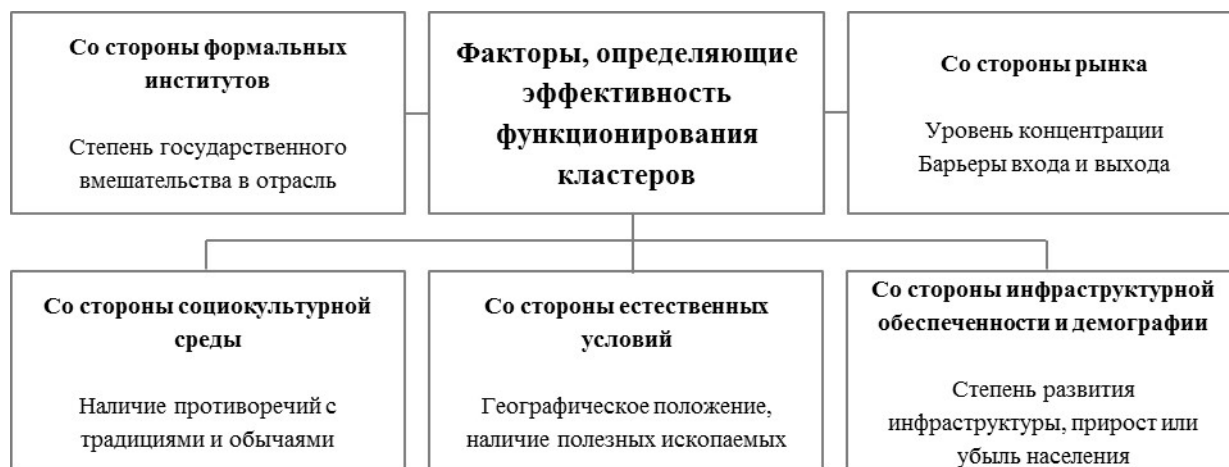 Со стороны формальных
институтов
Степень государственного
вмешательства в отрасль
Факторы, определяющие
эффективность
функционирования
кластеров
Со стороны рынка
Уровень концентрации
Барьеры входа и выхода
Со стороны социокультурной
среды
Наличие противоречий с
традициями и обычаями
Со стороны естественных
условий
Географическое положение,
наличие полезных ископаемых
Со стороны инфраструктурной
обеспеченности и демографии
Степень развития
инфраструктуры, прирост или
убыль населения